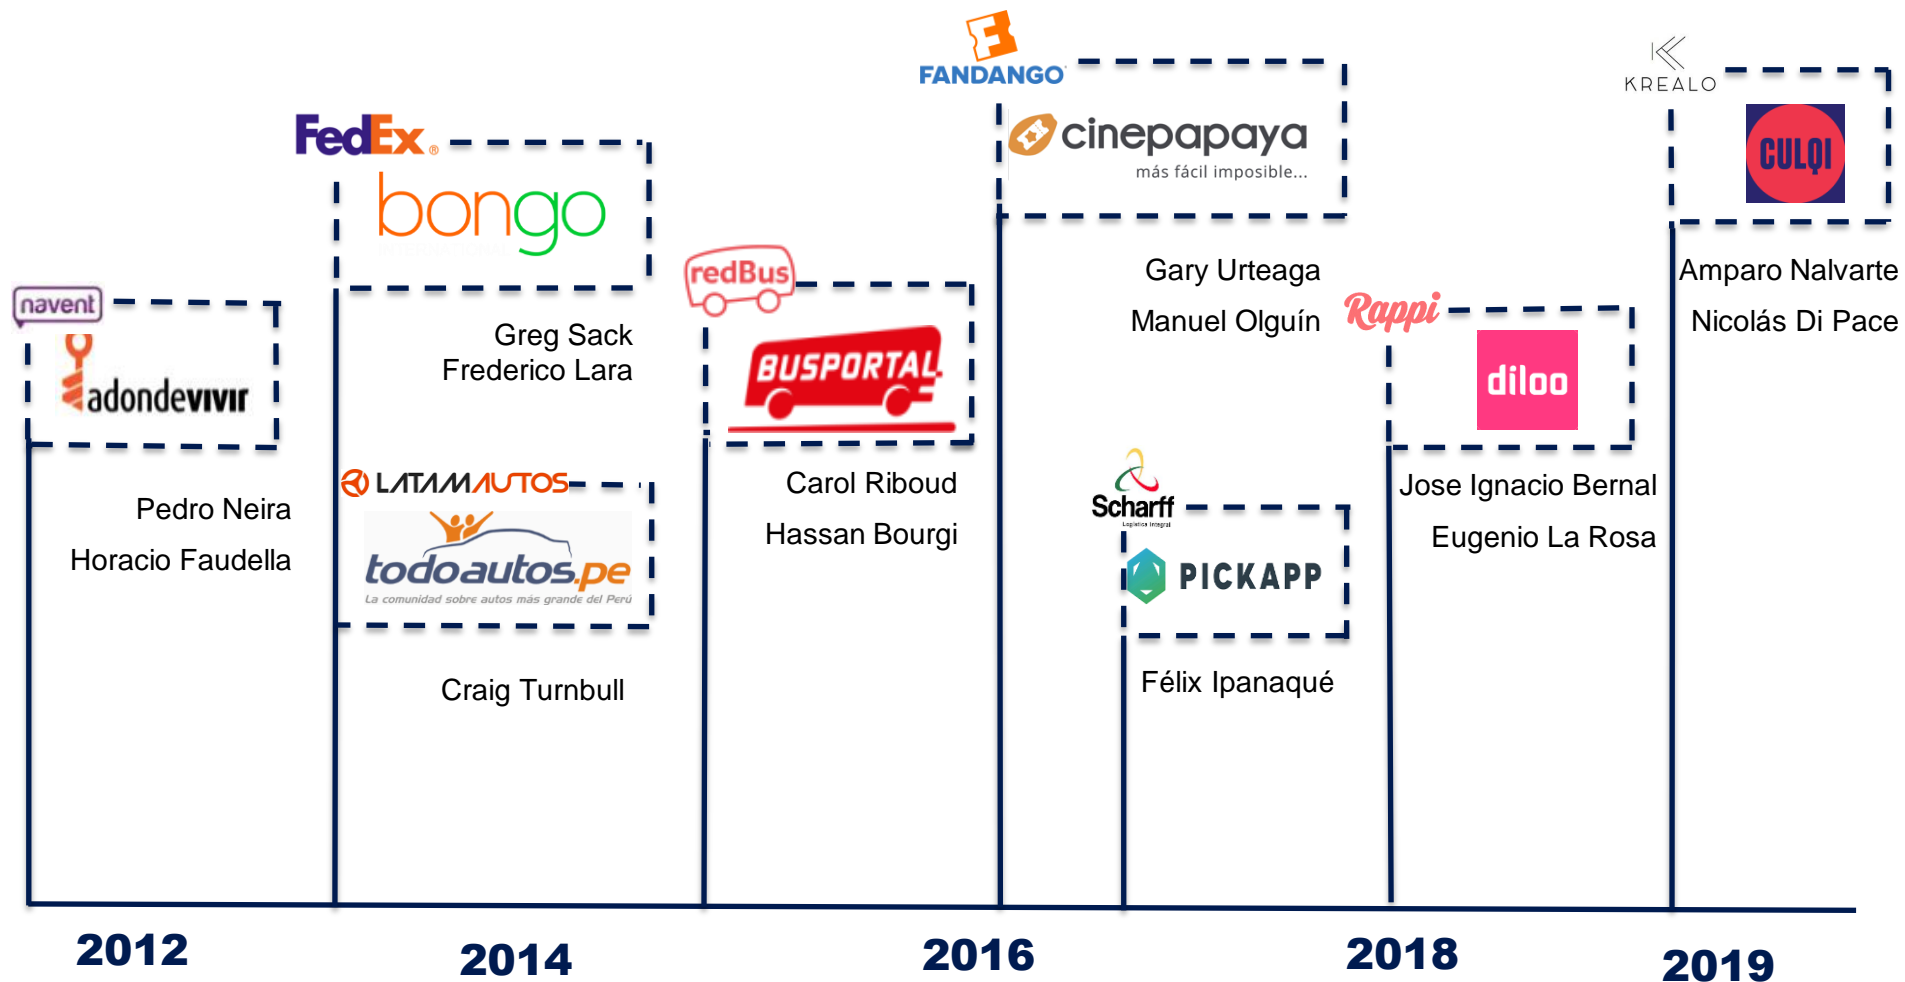 navent
adondevivir
Pedro Neira
Horacio Faudella
FedEx®
bongo
Greg Sack
Frederico Lara
LATAMAUTOS
todoautos.pe
La comunidad sobre autos más grande del Perú
Craig Turnbull
redBus
BUSPORTAL
Carol Riboud
Hassan Bourgi
FANDANGO
cinepapaya
más fácil imposible...
Gary Urteaga
Manuel Olguín
Scharff
Logística Integral
PICKAPP
Félix Ipanaqué
Rappi
diloo
Jose Ignacio Bernal
Eugenio La Rosa
KREALO
CULQI
Amparo Nalvarte
Nicolás Di Pace
2012
2014
2016
2018
2019